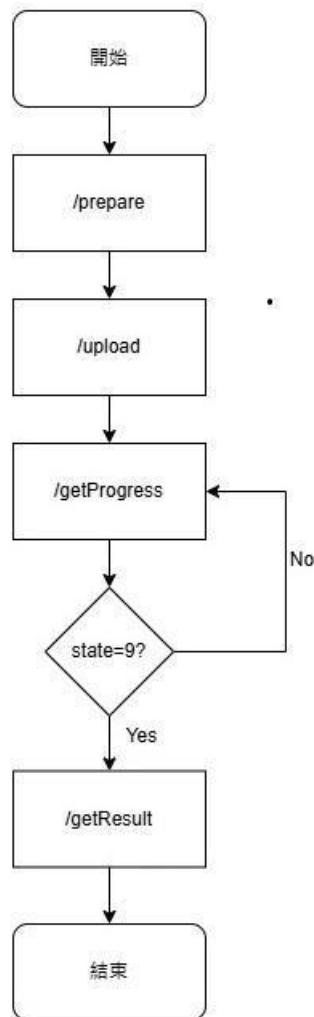 開始
/prepare
/upload
/getProgress
No
state=9?
Yes
/getResult
結束